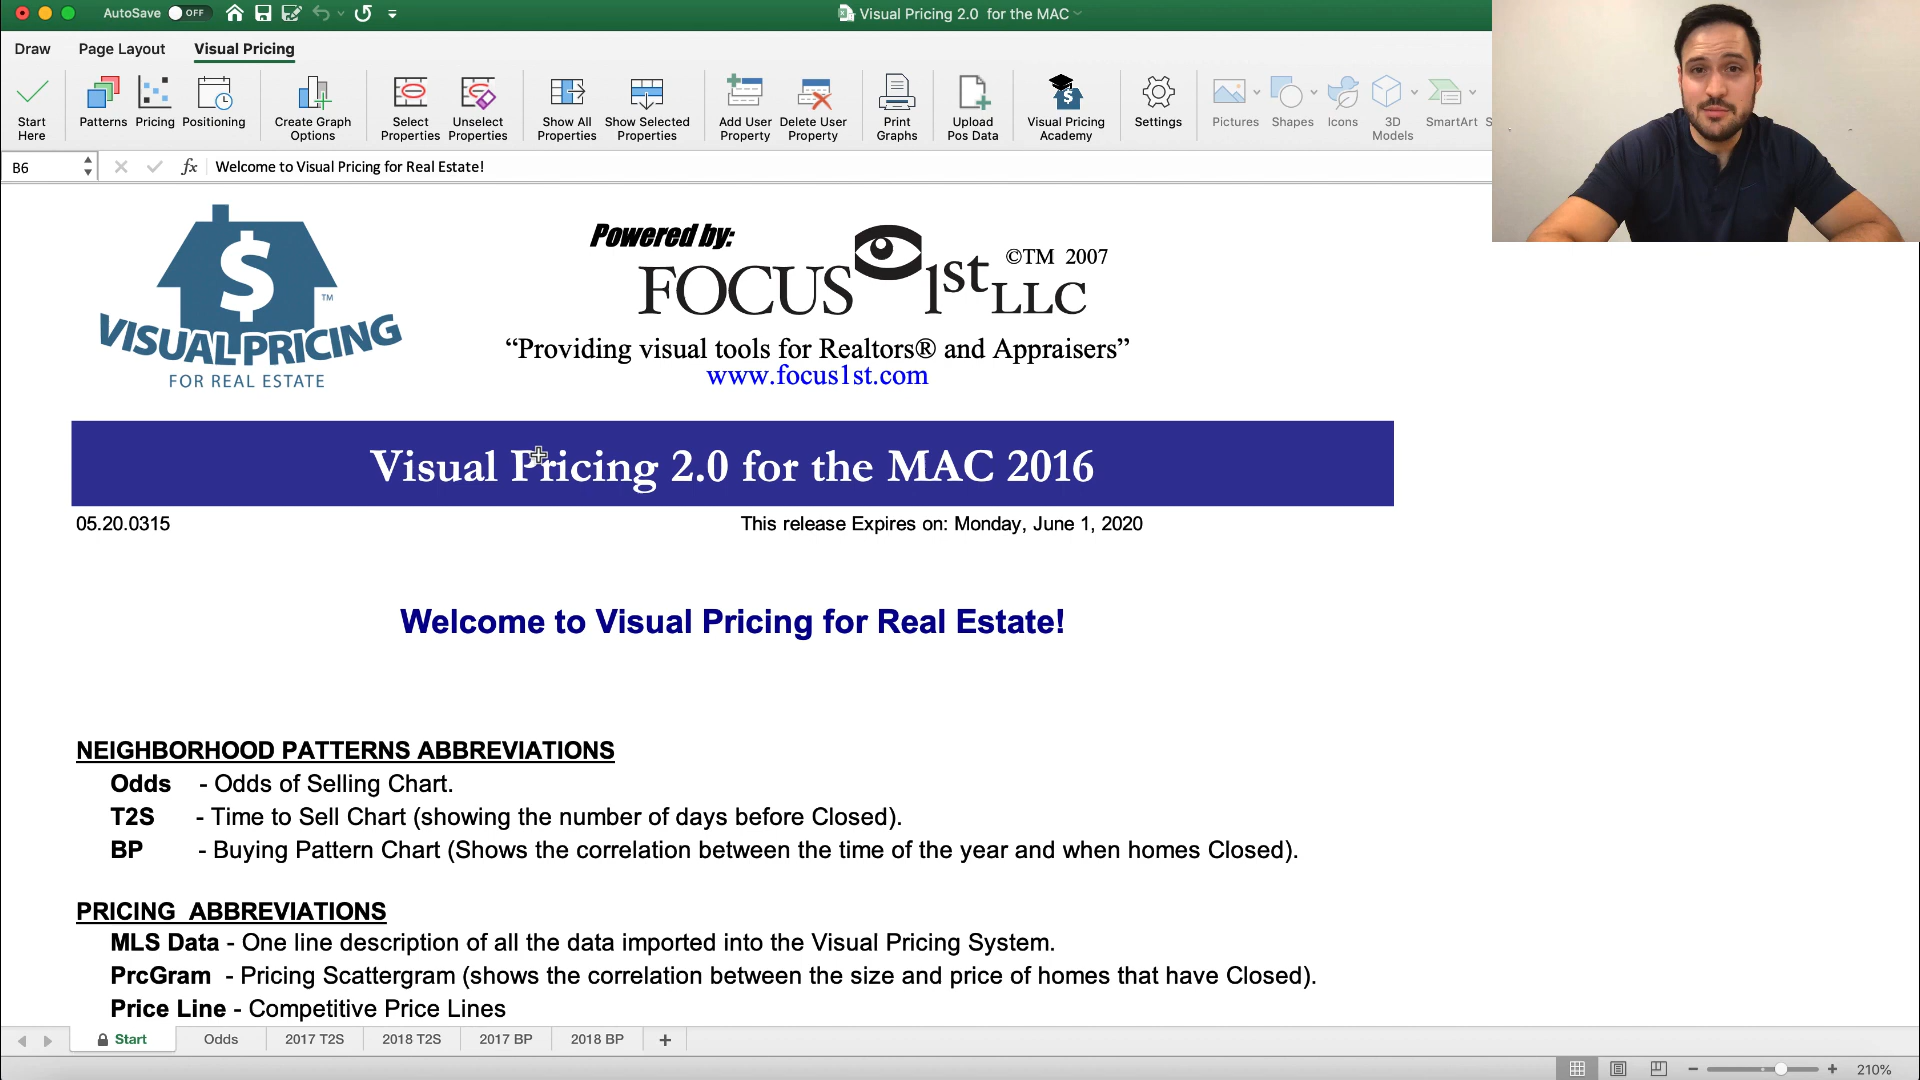 AutoSave OFF
Visual Pricing 2.0 for the MAC
Draw Page Layout Visual Pricing
Start Here
Patterns
Pricing
Positioning
Create Graph Options
Select Properties
Unselect Properties
Show All Properties
Show Selected Properties
Add User Property
Delete User Property
Print Graphs
Upload Pos Data
Visual Pricing Academy
Settings
Pictures
Shapes
Icons
3D Models
SmartArt
S
B6
fx Welcome to Visual Pricing for Real Estate!
$
TM
VISUAL PRICING
FOR REAL ESTATE
Powered by:
FOCUS 1st LLC
©TM 2007
“Providing visual tools for Realtors® and Appraisers”
www.focus1st.com
Visual Pricing 2.0 for the MAC 2016
05.20.0315 This release Expires on: Monday, June 1, 2020
Welcome to Visual Pricing for Real Estate!
NEIGHBORHOOD PATTERNS ABBREVIATIONS
Odds - Odds of Selling Chart.
T2S - Time to Sell Chart (showing the number of days before Closed).
BP - Buying Pattern Chart (Shows the correlation between the time of the year and when homes Closed).
PRICING ABBREVIATIONS
MLS Data - One line description of all the data imported into the Visual Pricing System.
PrcGram - Pricing Scattergram (shows the correlation between the size and price of homes that have Closed).
Price Line - Competitive Price Lines
Start Odds 2017 T2S 2018 T2S 2017 BP 2018 BP +
210%